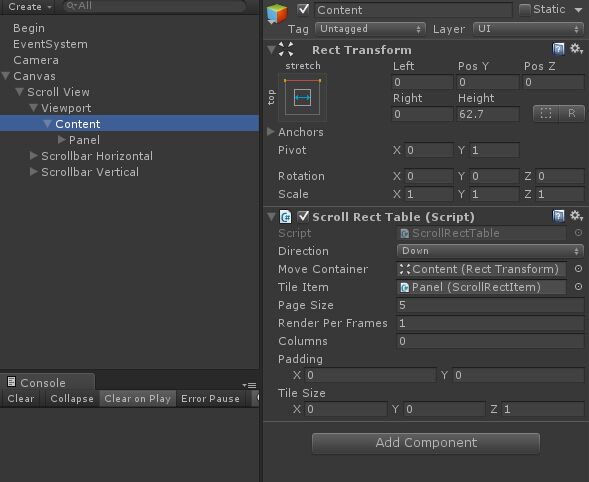 Create
All
Begin
EventSystem
Camera
Canvas
Scroll View
Viewport
Content
Panel
Scrollbar Horizontal
Scrollbar Vertical
Console
Clear
Collapse
Clear on Play
Error Pause
Content
Static
Tag
Untagged
Layer
UI
Rect Transform
stretch
top
Left
Pos Y
Pos Z
0
0
0
Right
Height
0
62.7
R
Anchors
Pivot
X 0
Y 1
Rotation
X 0
Y 0
Z 0
Scale
X 1
Y 1
Z 1
Scroll Rect Table (Script)
Script
ScrollRectTable
Direction
Down
Move Container
Content (Rect Transform)
Tile Item
Panel (ScrollRectItem)
Page Size
5
Render Per Frames
1
Columns
0
Padding
X 0
Y 0
Tile Size
X 0
Y 0
Z 1
Add Component